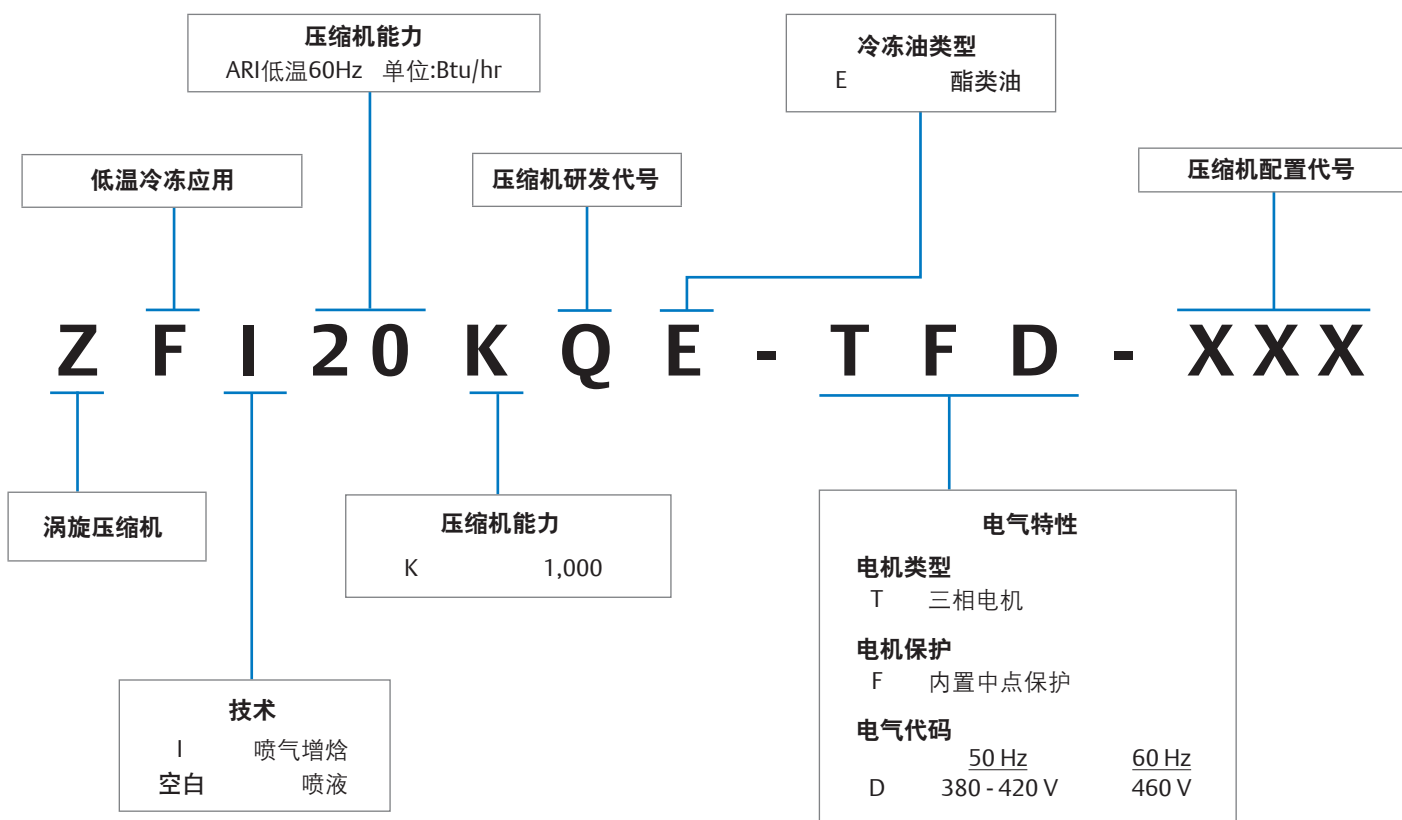 压缩机能力
ARI低温60Hz 单位:Btu/hr
冷冻油类型
E 酯类油
低温冷冻应用
压缩机研发代号
压缩机配置代号
Z F I 2 0 K Q E - T F D - X X X
涡旋压缩机
压缩机能力
K 1,000
技术
I 喷气增焓
空白 喷液
电气特性
电机类型
T 三相电机
电机保护
F 内置中点保护
电气代码
50 Hz 60 Hz
D 380 - 420 V 460 V